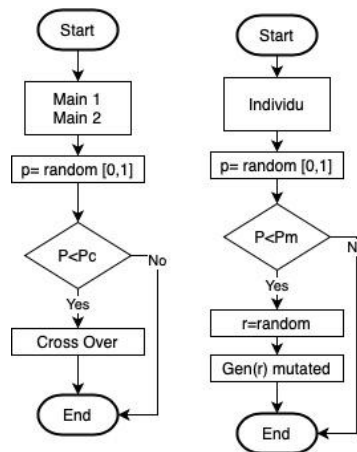 Start
Main 1
Main 2
p= random [0,1]
P<Pc
No
Yes
Cross Over
End
Start
Individu
p= random [0,1]
P<Pm
N
Yes
r=random
Gen(r) mutated
End